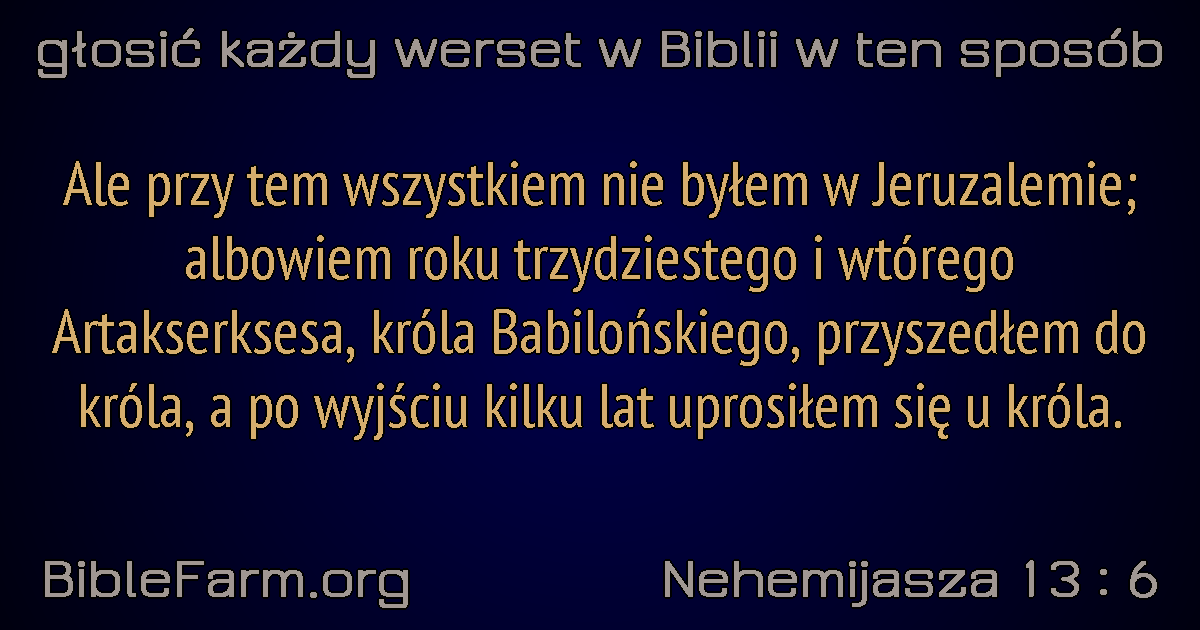 głosić każdy werset w Biblii w ten sposób
Ale przy tem wszystkiem nie byłem w Jeruzalemie;
albowiem roku trzydziestego i wtórego
Artakserksesa, króla Babilońskiego, przyszedłem do
króla, a po wyjściu kilku lat uprosiłem się u króla.
BibleFarm.org
Nehemijasza 13 : 6